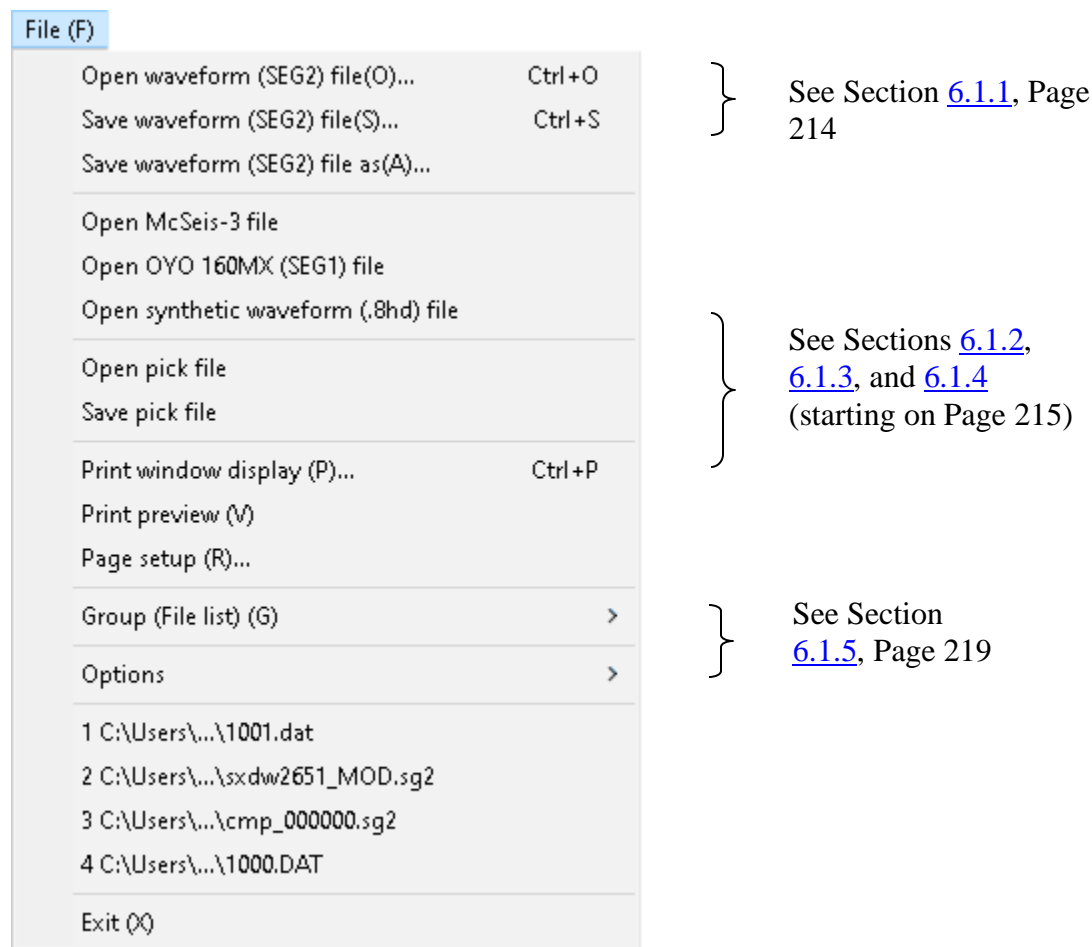 File (F)
Open waveform (SEG2) file(O)... Ctrl+O
Save waveform (SEG2) file(S)... Ctrl+S
Save waveform (SEG2) file as(A)...
See Section 6.1.1, Page
214
Open McSeis-3 file
Open OYO 160MX (SEG1) file
Open synthetic waveform (.8hd) file
Open pick file
Save pick file
Print window display (P)... Ctrl+P
Print preview (V)
Page setup (R)...
See Sections 6.1.2,
6.1.3, and 6.1.4
(starting on Page 215)
Group (File list) (G) >
Options >
See Section
6.1.5, Page 219
1 C:\Users\...\1001.dat
2 C:\Users\...\sxdw2651_MOD.sg2
3 C:\Users\...\cmp_000000.sg2
4 C:\Users\...\1000.DAT
Exit (X)